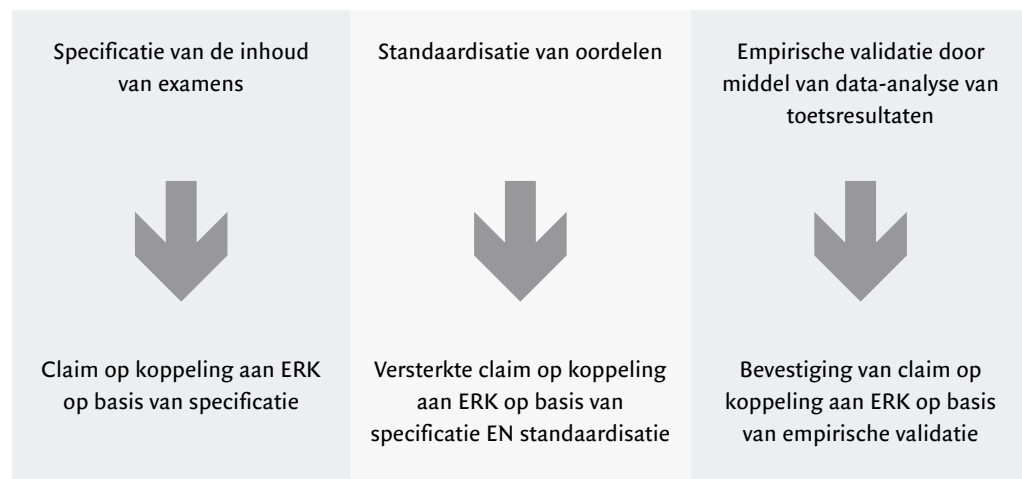 Specificatie van de inhoud
van examens
Claim op koppeling aan ERK
op basis van specificatie
Standaardisatie van oordelen
Versterkte claim op koppeling
aan ERK op basis van
specificatie EN standaardisatie
Empirische validatie door
middel van data-analyse van
toetsresultaten
Bevestiging van claim op
koppeling aan ERK op basis
van empirische validatie